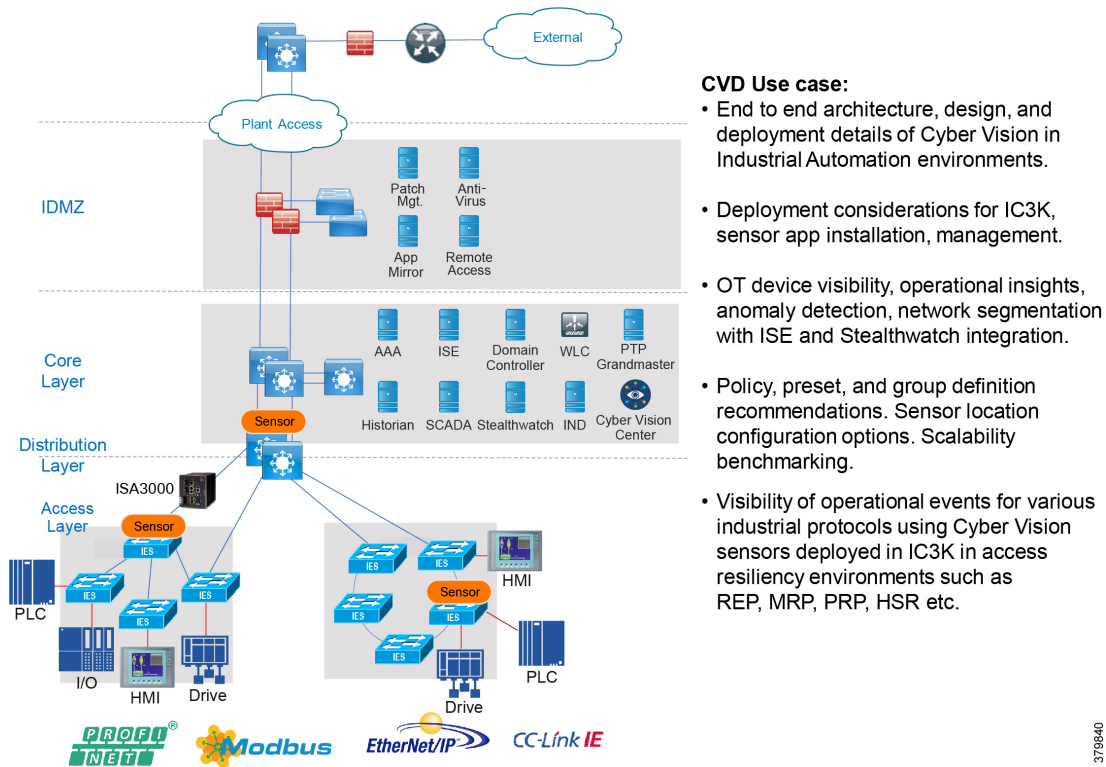 External
Plant Access
IDMZ
Patch
Mgt.
Anti-
Virus
App
Mirror
Remote
Access
Core
Layer
AAA
ISE
Domain
Controller
WLC
PTP
Grandmaster
Historian
SCADA
Stealthwatch
IND
Cyber Vision
Center
Sensor
Distribution
Layer
ISA3000
Access
Layer
Sensor
IES
IES
IES
IES
PLC
I/O
HMI
Drive
IES
IES
HMI
Sensor
IES
IES
IES
PLC
Drive
PROFI
NET®
Modbus
EtherNet/IP
CC-Link IE
CVD Use case:
• End to end architecture, design, and
deployment details of Cyber Vision in
Industrial Automation environments.
• Deployment considerations for IC3K,
sensor app installation, management.
• OT device visibility, operational insights,
anomaly detection, network segmentation
with ISE and Stealthwatch integration.
• Policy, preset, and group definition
recommendations. Sensor location
configuration options. Scalability
benchmarking.
• Visibility of operational events for various
industrial protocols using Cyber Vision
sensors deployed in IC3K in access
resiliency environments such as
REP, MRP, PRP, HSR etc.
379840